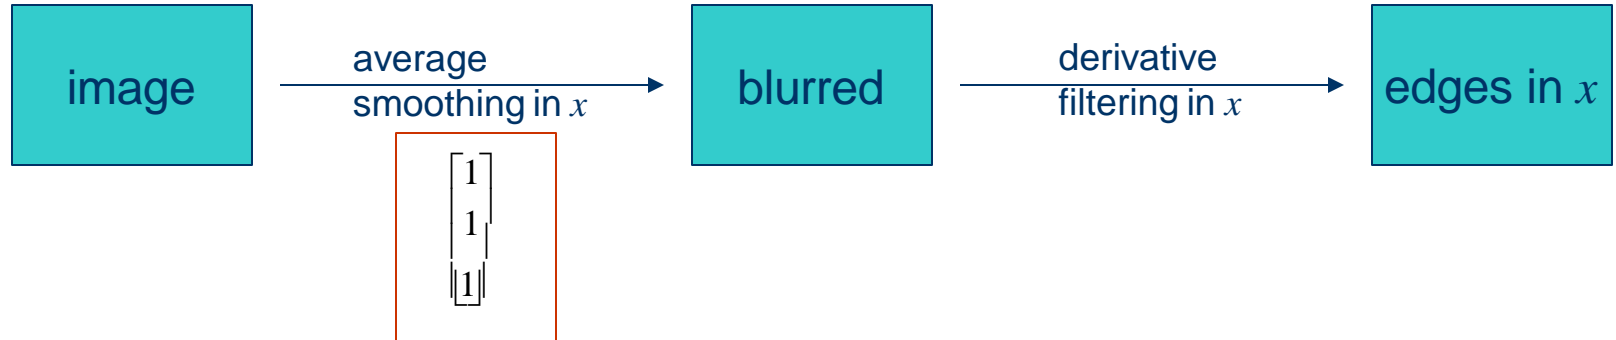 image
average
smoothing in x
blurred
derivative
filtering in x
edges in x
1
1
1